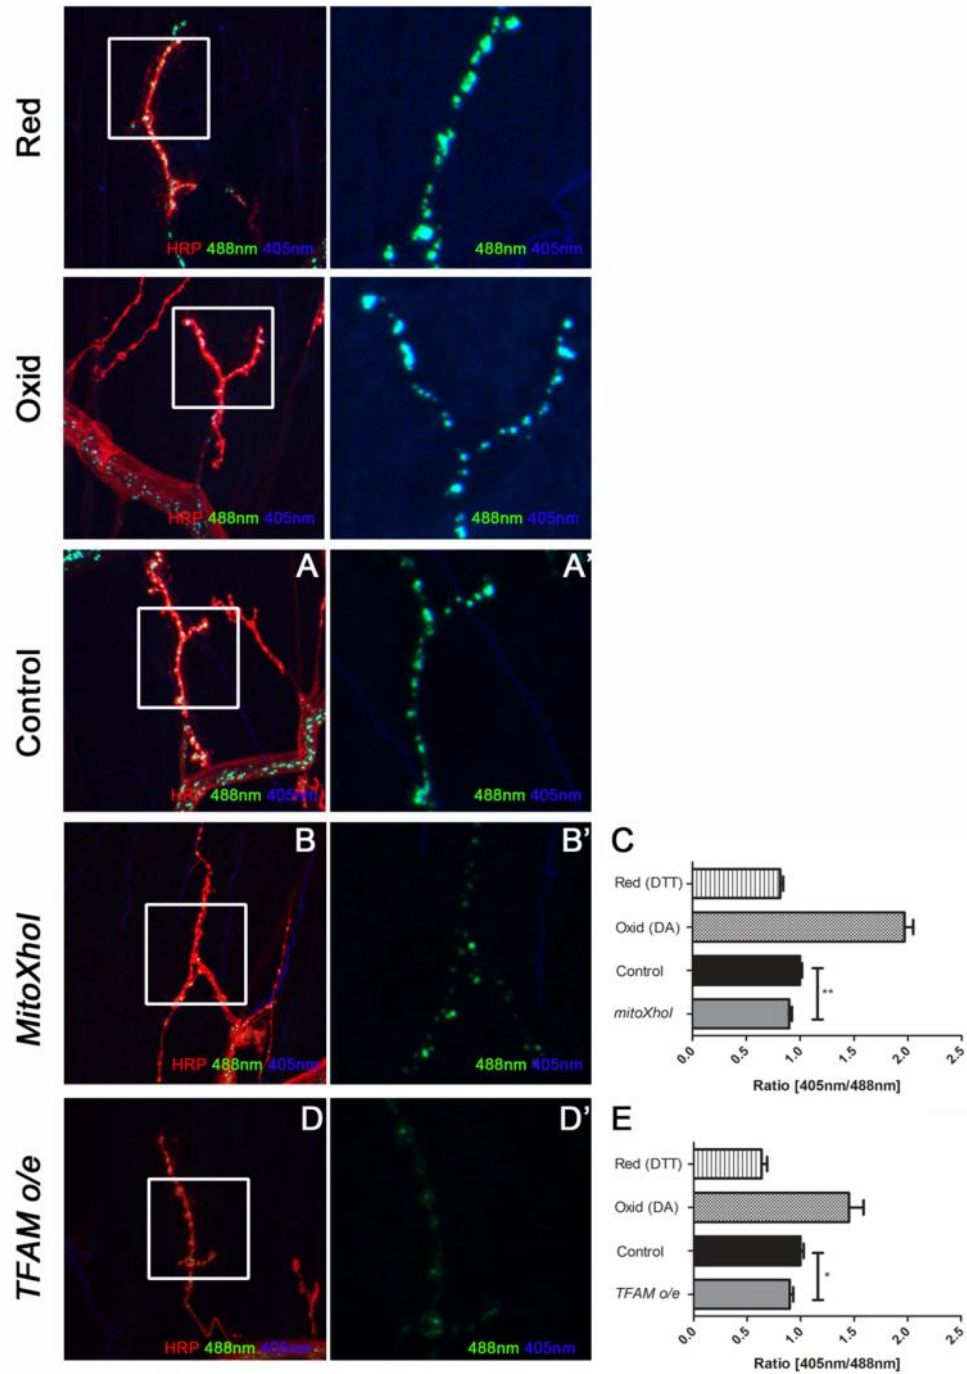 Red
HRP 488nm 405nm
488nm 405nm
Oxid
HRP 488nm 405nm
488nm 405nm
Control
A
HRP 488nm 405nm
A'
488nm 405nm
MitoXhoI
B
HRP 488nm 405nm
B'
488nm 405nm
C
Red (DTT)
Oxid (DA)
Control
mitoXhoI
**
0.0 0.5 1.0 1.5 2.0 2.5
Ratio [405nm/488nm]
TFAM o/e
D
HRP 488nm 405nm
D'
488nm 405nm
E
Red (DTT)
Oxid (DA)
Control
TFAM o/e
*
0.0 0.5 1.0 1.5 2.0 2.5
Ratio [405nm/488nm]